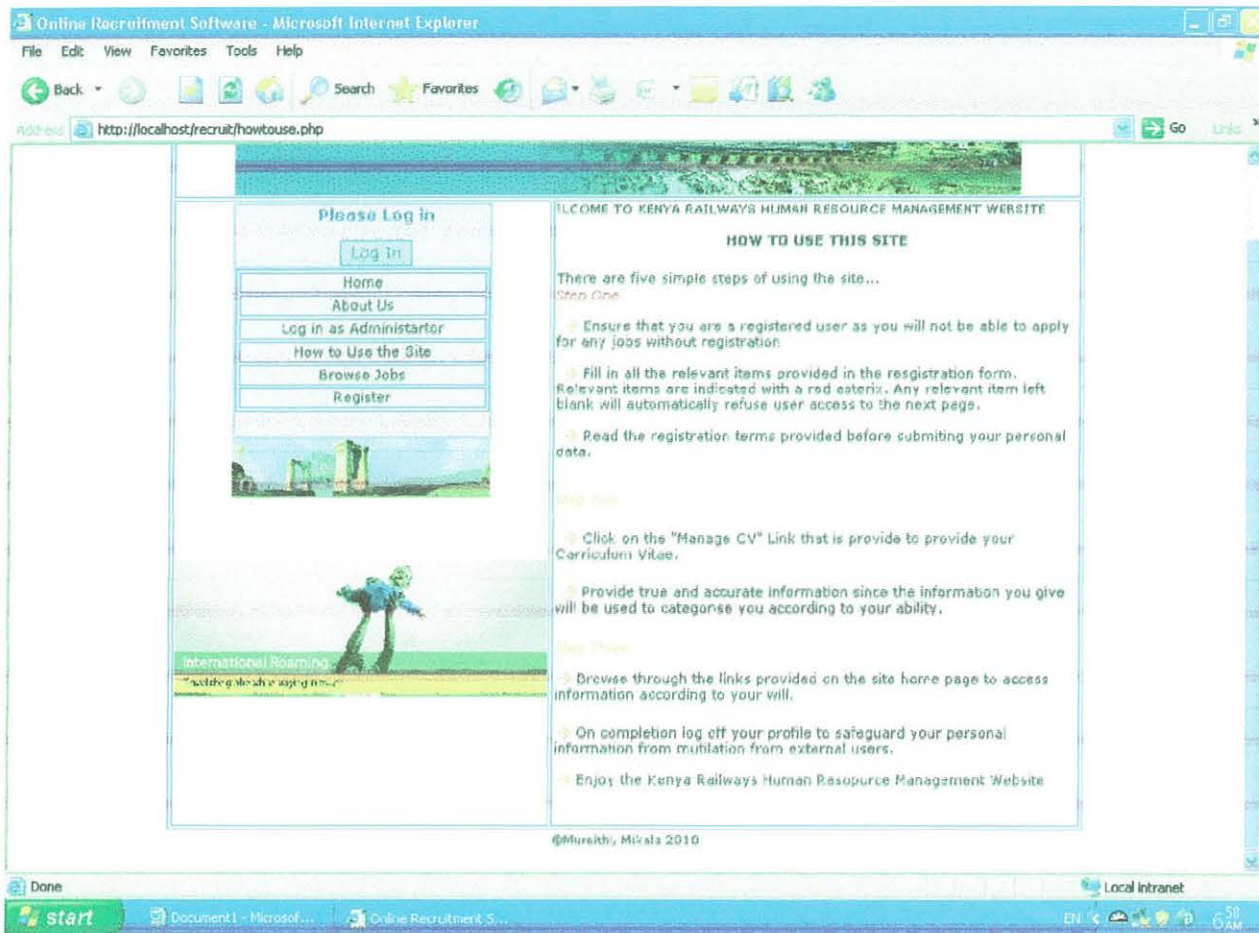 Online Recruitment Software - Microsoft Internet Explorer
File Edit View Favorites Tools Help
Back Search Favorites
Address http://localhost/recruit/howtouse.php Go Links
Please Log in
Log In
Home
About Us
Log in as Administartor
How to Use the Site
Browse Jobs
Register
International Roaming
ILCOME TO KENYA RAILWAYS HUMAN RESOURCE MANAGEMENT WEBSITE
HOW TO USE THIS SITE
There are five simple steps of using the site...
Step One
Ensure that you are a registered user as you will not be able to apply
for any jobs without registration
Fill in all the relevant items provided in the resgistration form.
Relevant items are indicated with a red asterix. Any relevant item left
blank will automatically refuse user access to the next page.
Read the registration terms provided before submiting your personal
data.
Step Two
Click on the "Manage CV" Link that is provide to provide your
Carriculum Vitae.
Provide true and accurate information since the information you give
will be used to categorise you according to your ability.
Step Three
Browse through the links provided on the site home page to access
information according to your will.
On completion log off your profile to safeguard your personal
information from mutilation from external users.
Enjoy the Kenya Railways Human Resopurce Management Website
©Mureithi, Mikala 2010
Done Local intranet
start Document1 - Microsof... Online Recruitment S... EN 6:58 AM